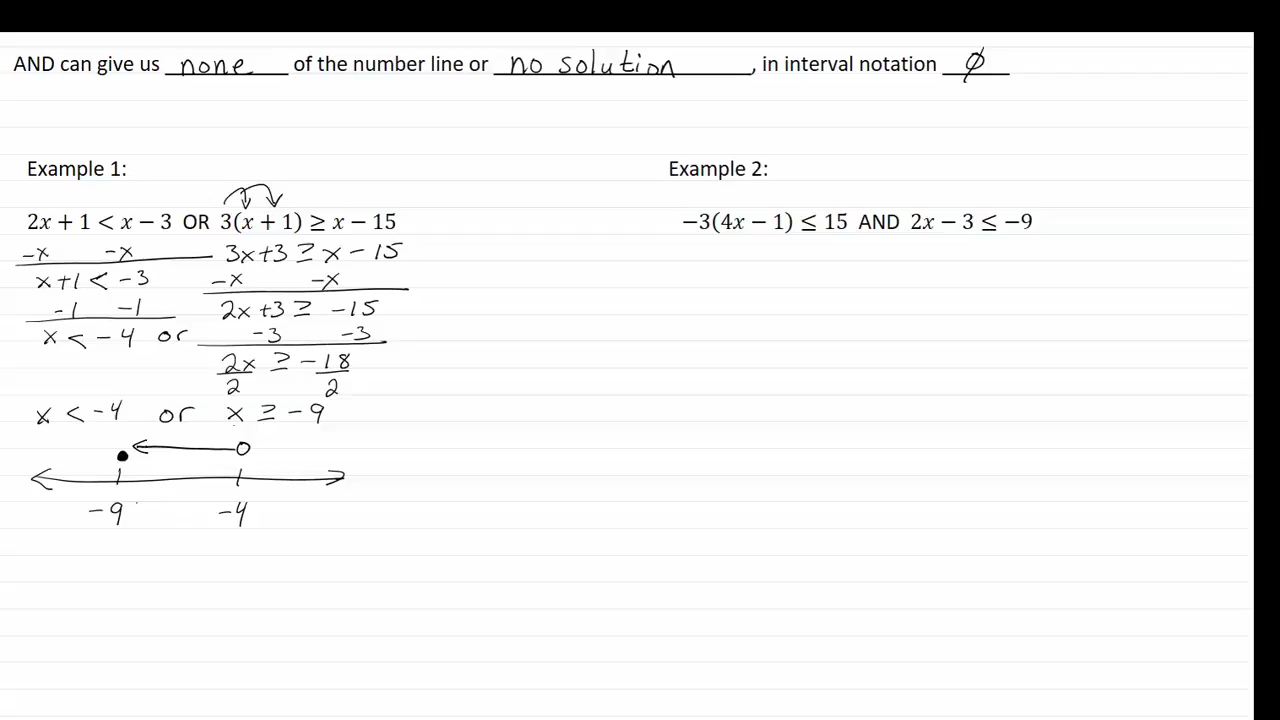 AND can give us none of the number line or no solution, in interval notation ∅
Example 1:
2x + 1 < x − 3 OR 3(x + 1) ≥ x − 15
-x -x 3x+3 ≥ x - 15
x+1 < -3 -x -x
-1 -1 2x+3 ≥ -15
x < -4 or -3 -3
2x ≥ -18
2 2
x < -4 or x ≥ -9
-9 -4
Example 2:
−3(4x − 1) ≤ 15 AND 2x − 3 ≤ −9